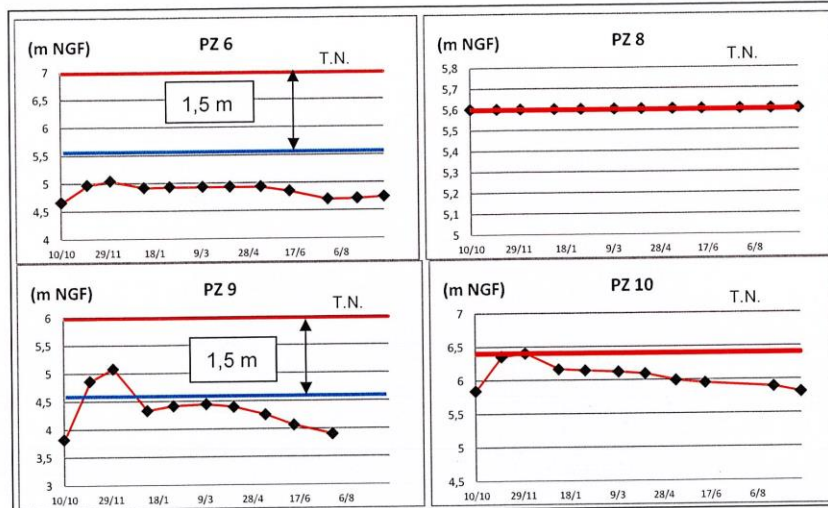 (m NGF) PZ 6 T.N.
7
6,5
6
5,5
5
4,5
4
1,5 m
10/10 29/11 18/1 9/3 28/4 17/6 6/8
(m NGF) PZ 8 T.N.
5,8
5,7
5,6
5,5
5,4
5,3
5,2
5,1
5
10/10 29/11 18/1 9/3 28/4 17/6 6/8
(m NGF) PZ 9 T.N.
6
5,5
5
4,5
4
3,5
3
1,5 m
10/10 29/11 18/1 9/3 28/4 17/6 6/8
(m NGF) PZ 10 T.N.
7
6,5
6
5,5
5
4,5
10/10 29/11 18/1 9/3 28/4 17/6 6/8